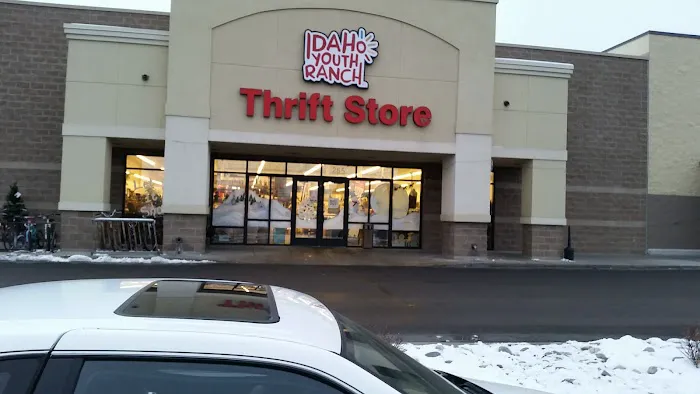 IDAHO
YOUTH
RANCH
Thrift Store